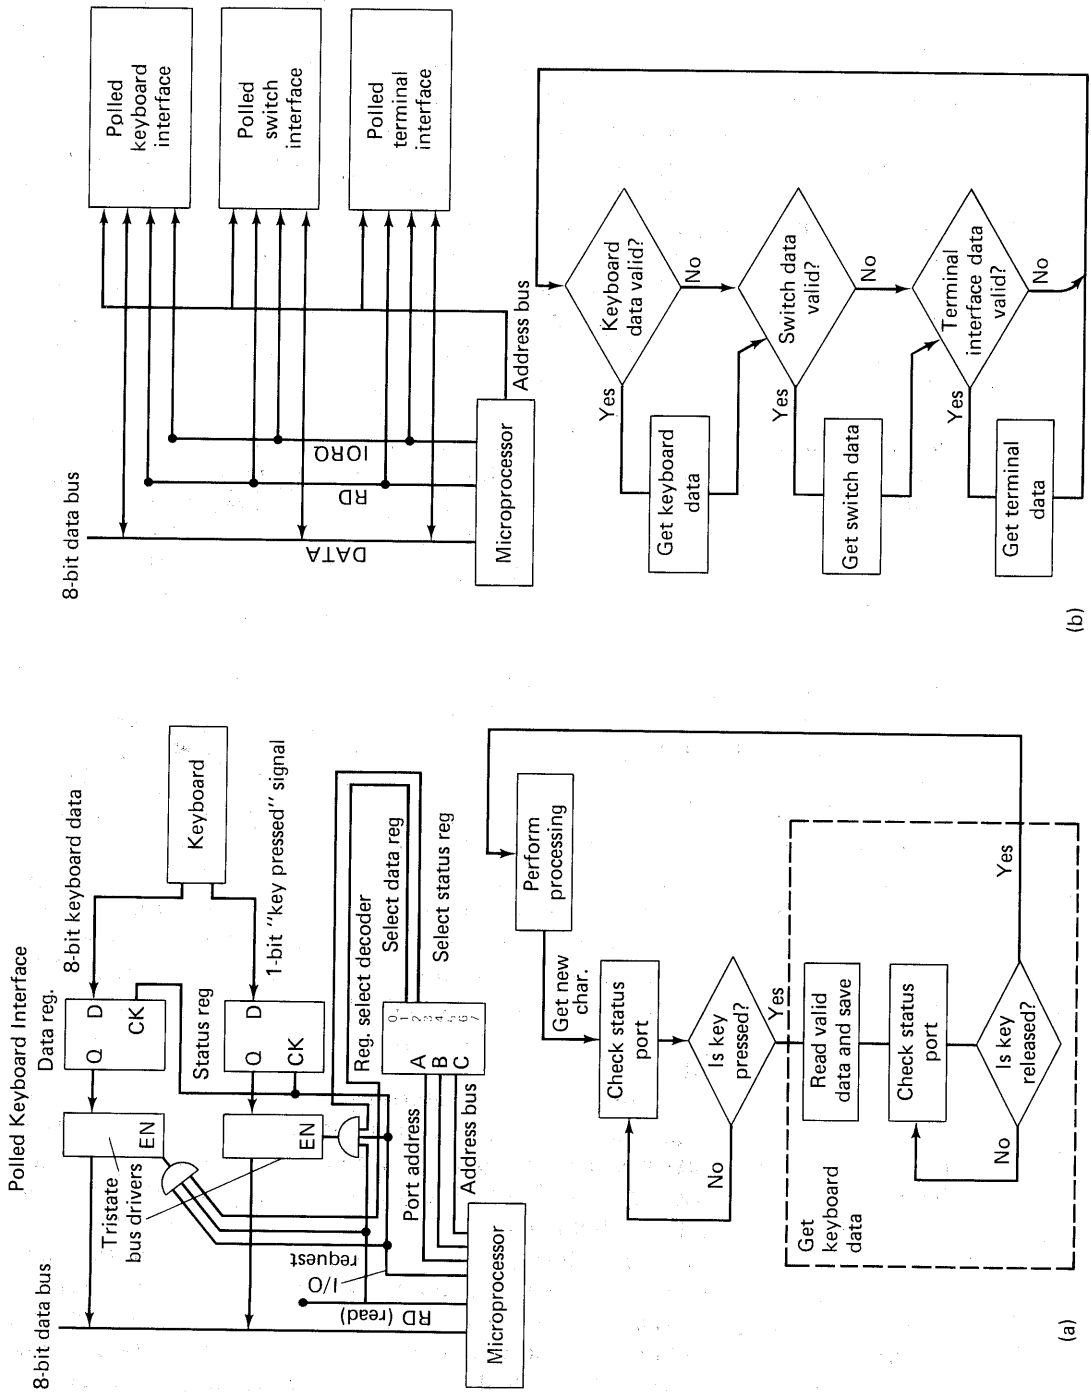 Polled Keyboard Interface
8-bit data bus
Tristate
bus drivers
EN
EN
Data reg.
Q
D
CK
Status reg
Q
D
CK
8-bit keyboard data
Keyboard
1-bit "key pressed" signal
Reg. select decoder
Select data reg
Select status reg
A
B
C
0
1
2
3
4
5
6
7
Port address
Address bus
I/O
request
RD (read)
Microprocessor
Perform
processing
Get new
char.
Check status
port
Is key
pressed?
No
Yes
Get
keyboard
data
Read valid
data and save
Check status
port
Is key
released?
No
Yes
(a)
8-bit data bus
DATA
RD
IORQ
Microprocessor
Address bus
Polled
keyboard
interface
Polled
switch
interface
Polled
terminal
interface
Keyboard
data valid?
Yes
No
Get keyboard
data
Switch data
valid?
Yes
No
Get switch data
Terminal
interface data
valid?
Yes
No
Get terminal
data
(b)